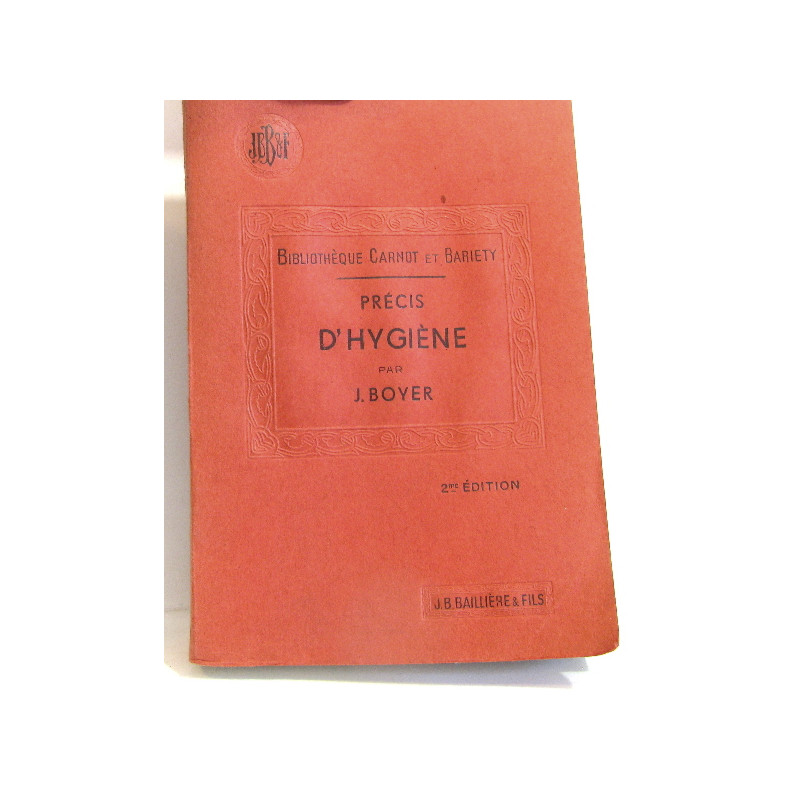 J.B.B&F
BIBLIOTHÈQUE CARNOT ET BARIETY
PRÉCIS
D'HYGIÈNE
PAR
J. BOYER
2me ÉDITION
J.B. BAILLIÈRE & FILS